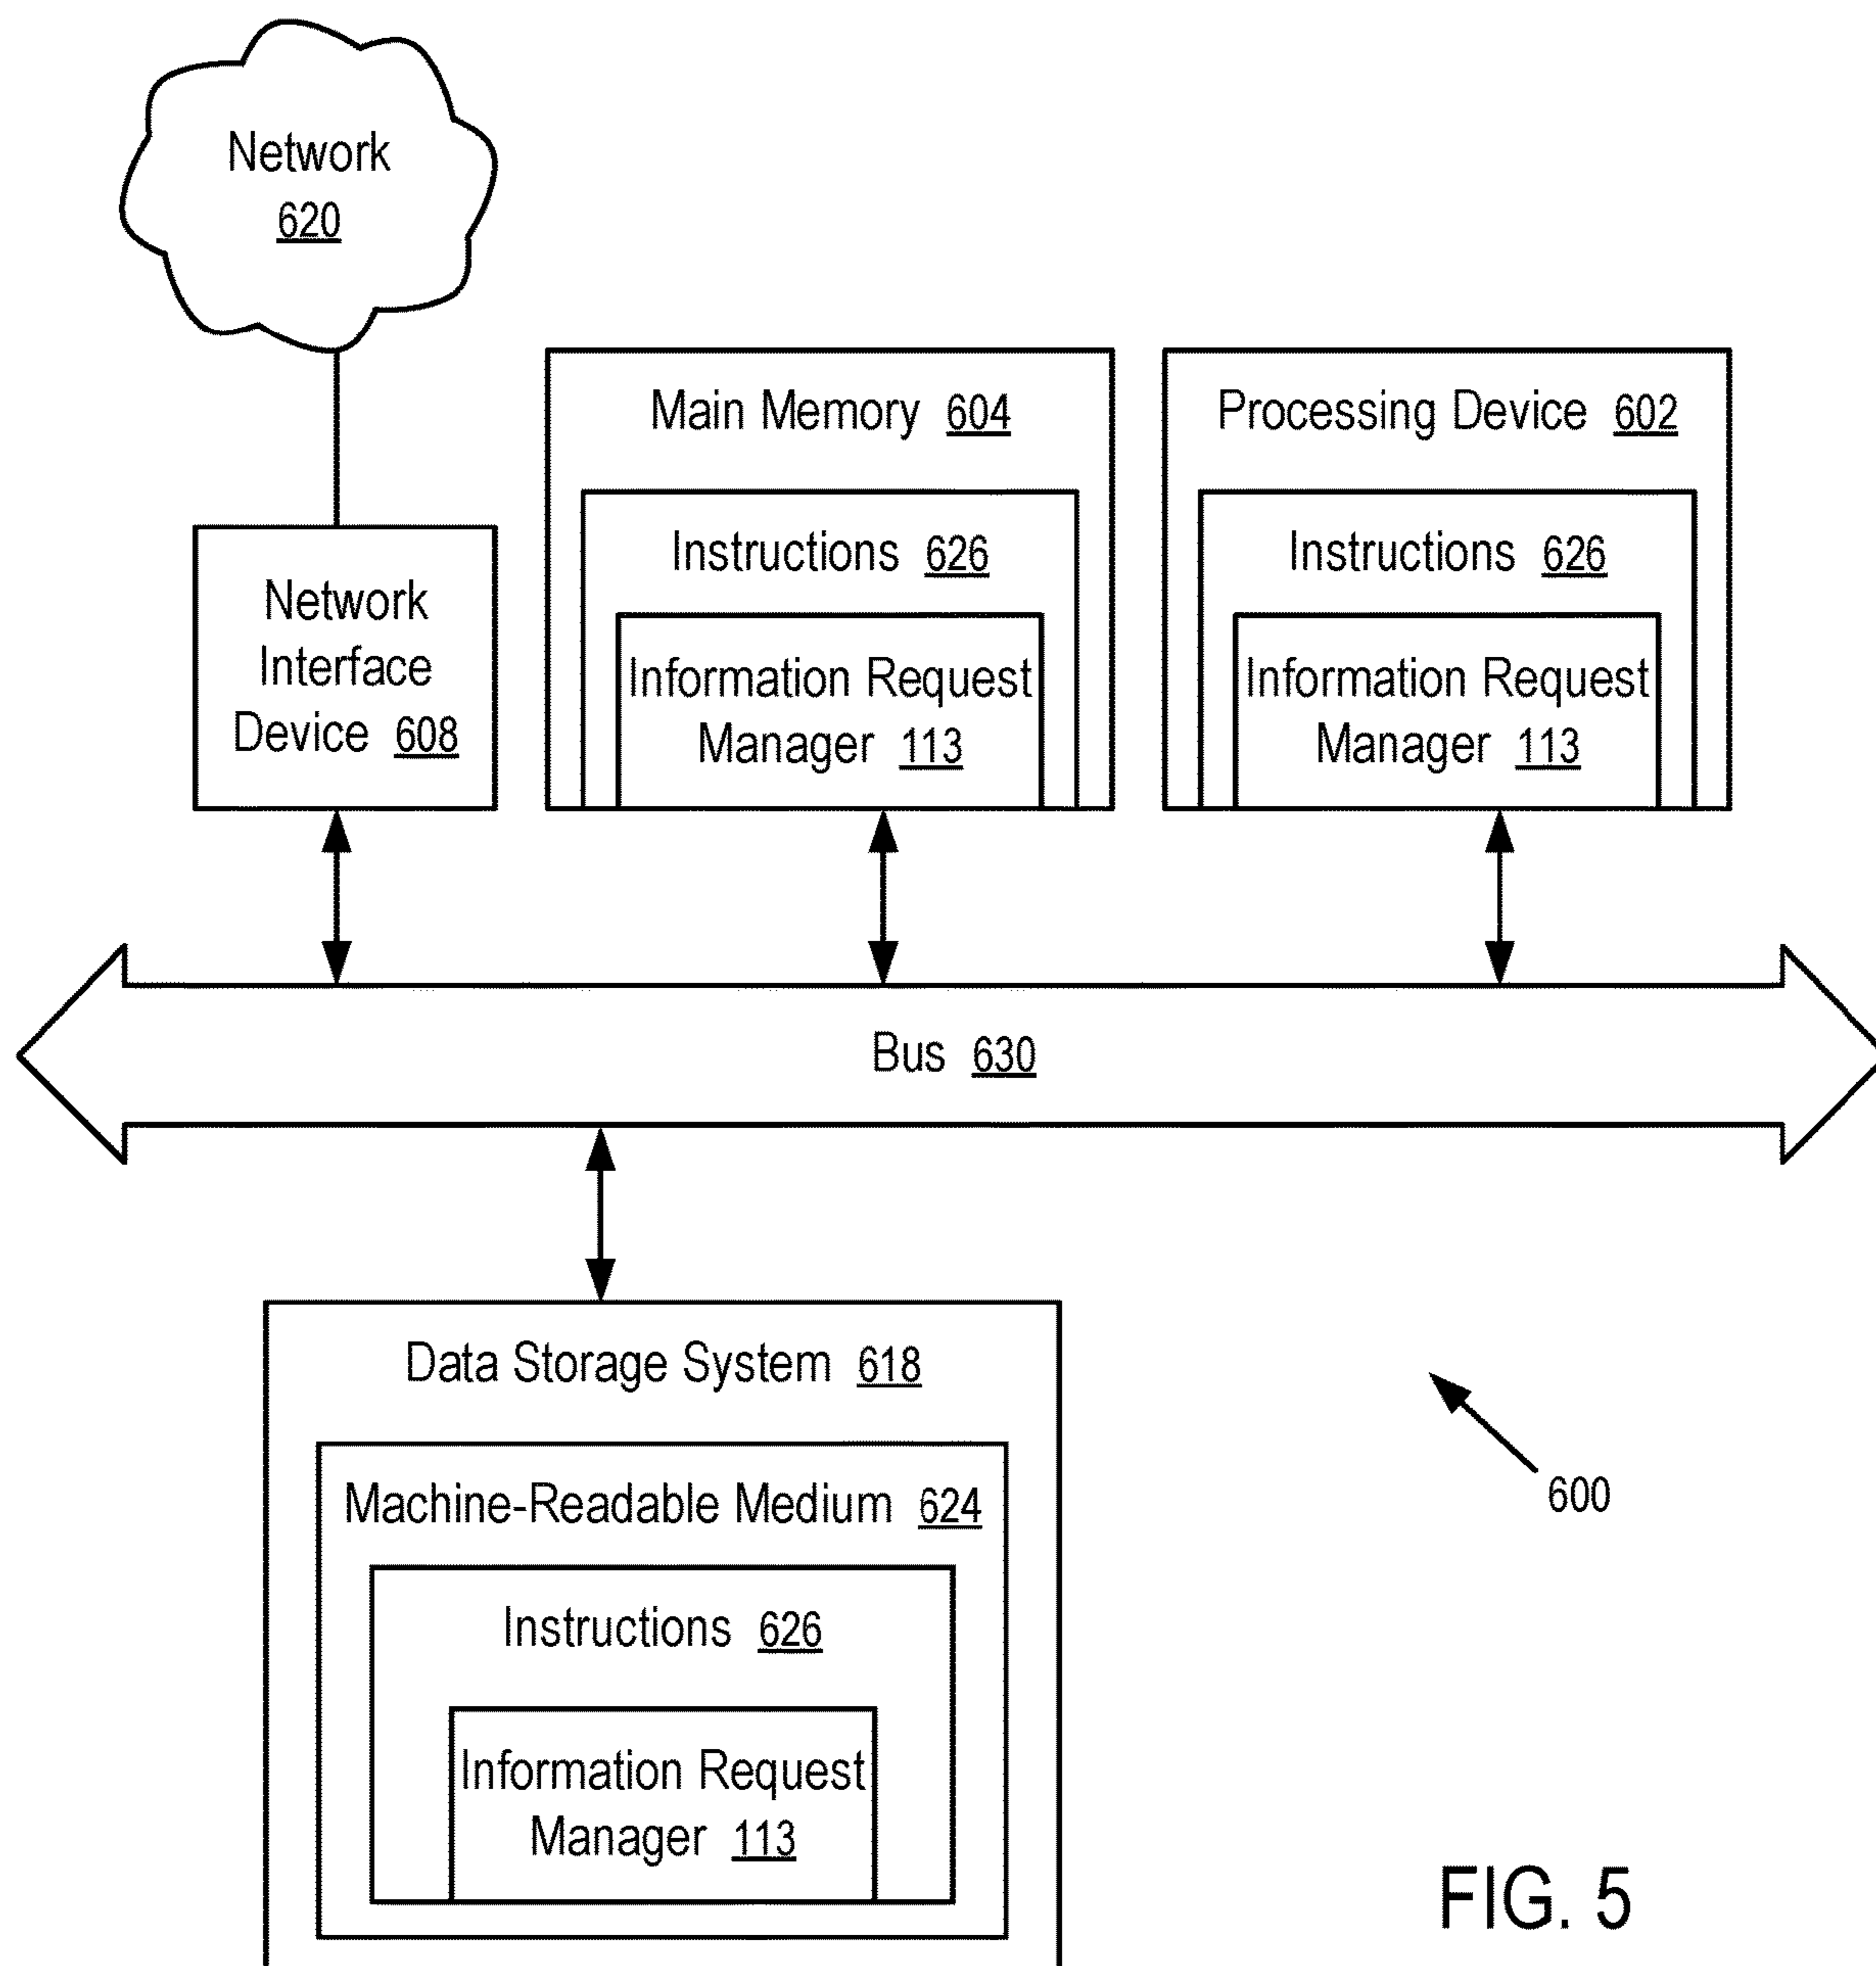 Network
620
Main Memory 604
Processing Device 602
Instructions 626
Instructions 626
Network
Interface
Device 608
Information Request
Manager 113
Information Request
Manager 113
Bus 630
Data Storage System 618
Machine-Readable Medium 624
Instructions 626
Information Request
Manager 113
600
FIG. 5